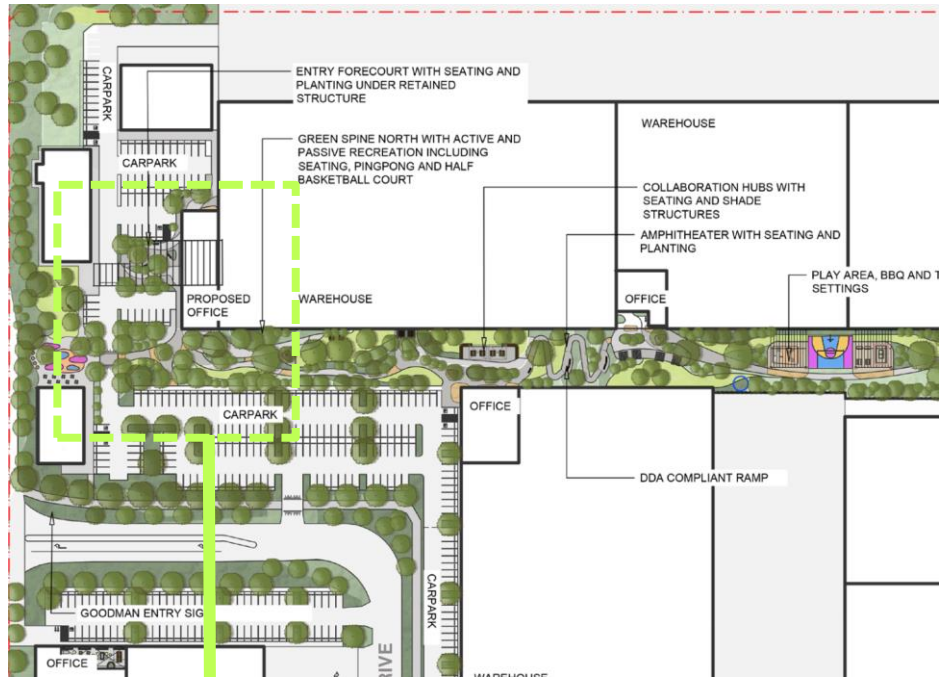 CARPARK
ENTRY FORECOURT WITH SEATING AND
PLANTING UNDER RETAINED
STRUCTURE
GREEN SPINE NORTH WITH ACTIVE AND
PASSIVE RECREATION INCLUDING
SEATING, PINGPONG AND HALF
BASKETBALL COURT
CARPARK
WAREHOUSE
COLLABORATION HUBS WITH
SEATING AND SHADE
STRUCTURES
AMPHITHEATER WITH SEATING AND
PLANTING
PLAY AREA, BBQ AND T
SETTINGS
PROPOSED
OFFICE
WAREHOUSE
OFFICE
CARPARK
OFFICE
DDA COMPLIANT RAMP
CARPARK
GOODMAN ENTRY SIG
OFFICE
RIVE
WAREHOUSE